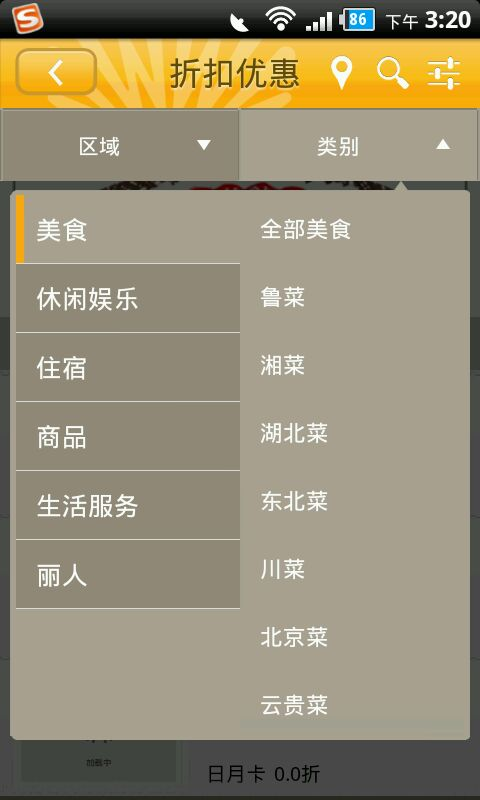 S 86 下午 3:20
折扣优惠
区域 类别
美食 全部美食
休闲娱乐 鲁菜
住宿 湘菜
商品 湖北菜
生活服务 东北菜
丽人 川菜
北京菜
云贵菜
加载中
日月卡 0.0折